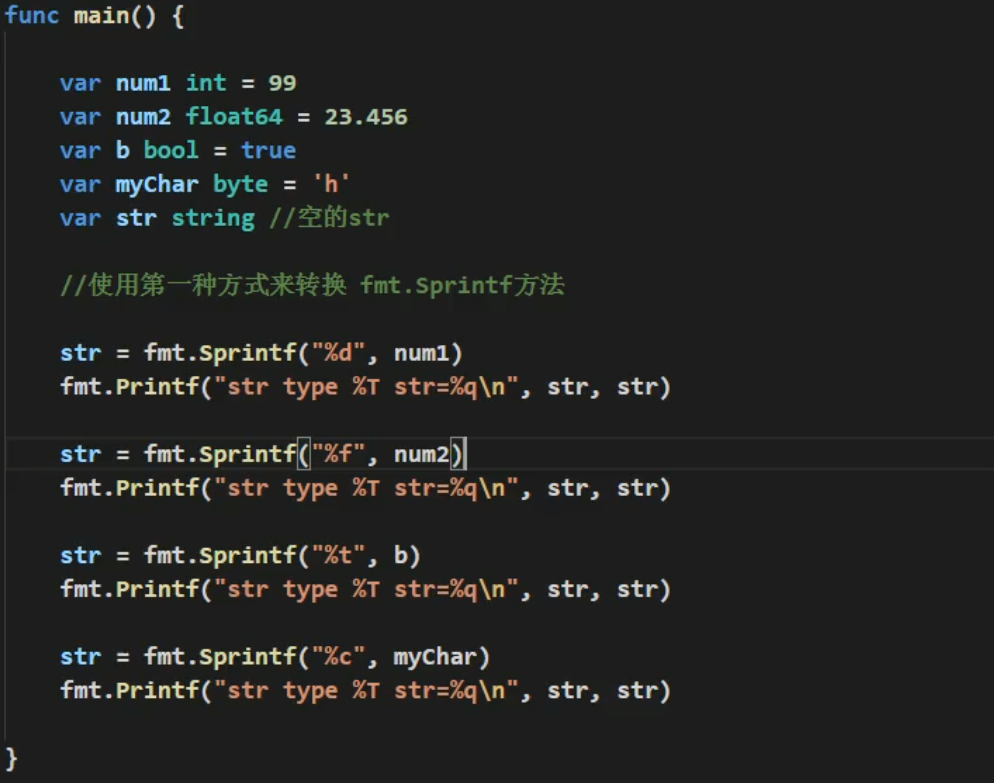 func main() {
var num1 int = 99
var num2 float64 = 23.456
var b bool = true
var myChar byte = 'h'
var str string //空的str
//使用第一种方式来转换 fmt.Sprintf方法
str = fmt.Sprintf("%d", num1)
fmt.Printf("str type %T str=%q\n", str, str)
str = fmt.Sprintf("%f", num2)
fmt.Printf("str type %T str=%q\n", str, str)
str = fmt.Sprintf("%t", b)
fmt.Printf("str type %T str=%q\n", str, str)
str = fmt.Sprintf("%c", myChar)
fmt.Printf("str type %T str=%q\n", str, str)
}